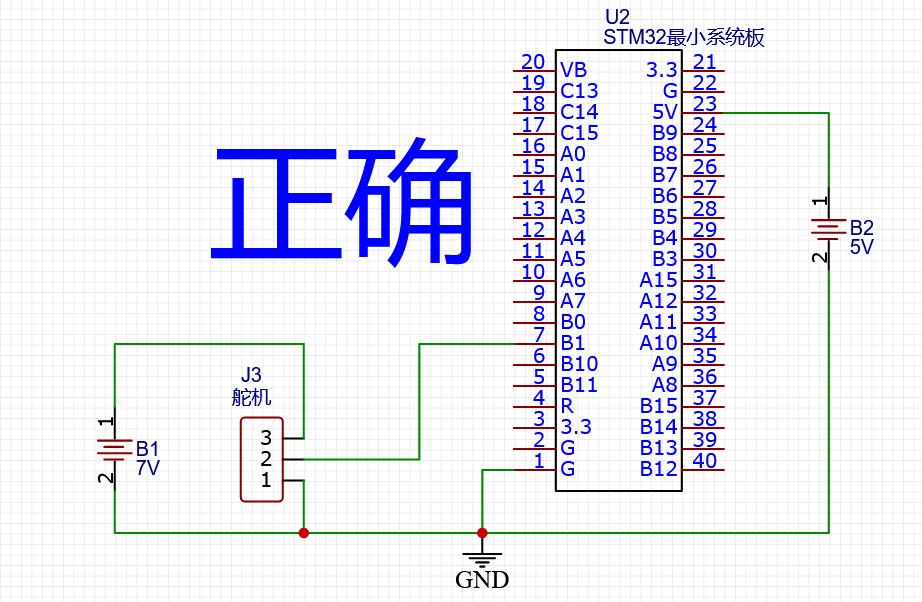 U2
STM32最小系统板
20 VB 3.3 21
19 C13 G 22
18 C14 5V 23
17 C15 B9 24
16 A0 B8 25
15 A1 B7 26
14 A2 B6 27
13 A3 B5 28
12 A4 B4 29
11 A5 B3 30
10 A6 A15 31
9 A7 A12 32
8 B0 A11 33
7 B1 A10 34
6 B10 A9 35
5 B11 A8 36
4 R B15 37
3 3.3 B14 38
2 G B13 39
1 G B12 40
正确
1
B2
5V
2
J3
舵机
3
2
1
1
B1
7V
2
GND